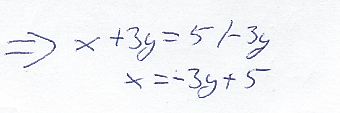 ⇒ x + 3y = 5 /-3y
x = -3y + 5